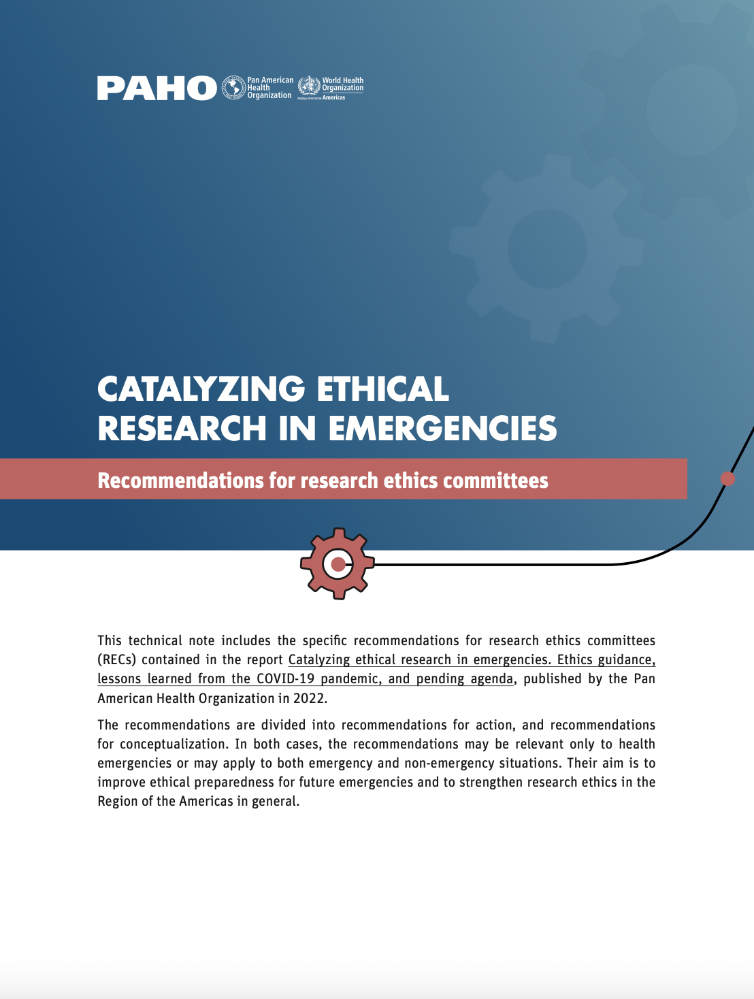 PAHO
Pan American
Health
Organization
World Health
Organization
REGIONAL OFFICE FOR THE Americas
CATALYZING ETHICAL
RESEARCH IN EMERGENCIES
Recommendations for research ethics committees
This technical note includes the specific recommendations for research ethics committees
(RECs) contained in the report Catalyzing ethical research in emergencies. Ethics guidance,
lessons learned from the COVID-19 pandemic, and pending agenda, published by the Pan
American Health Organization in 2022.
The recommendations are divided into recommendations for action, and recommendations
for conceptualization. In both cases, the recommendations may be relevant only to health
emergencies or may apply to both emergency and non-emergency situations. Their aim is to
improve ethical preparedness for future emergencies and to strengthen research ethics in the
Region of the Americas in general.